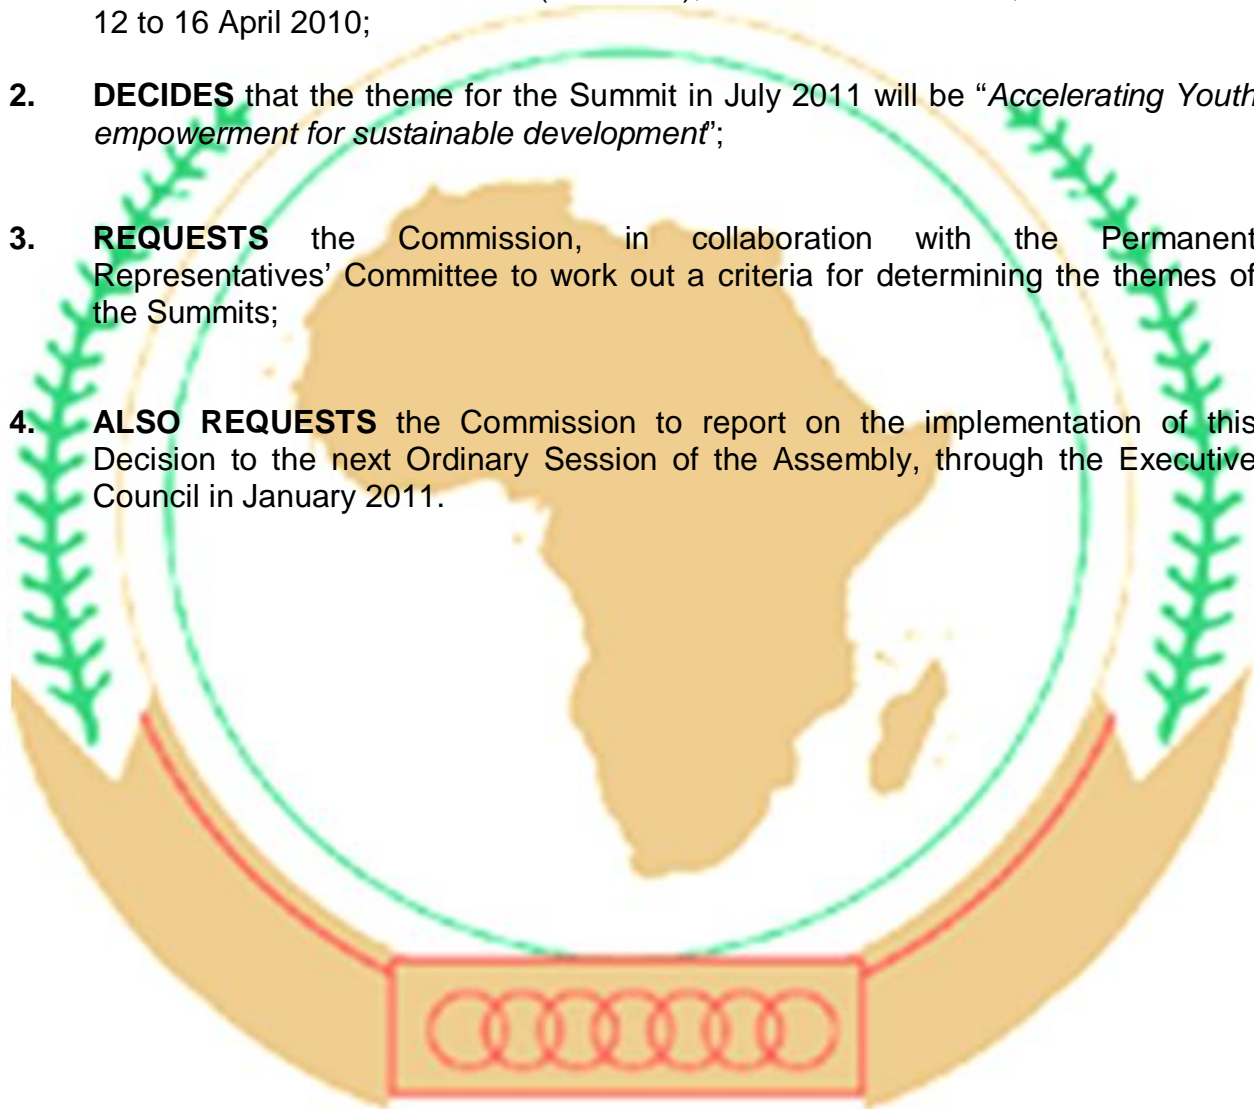 12 to 16 April 2010;
2. DECIDES that the theme for the Summit in July 2011 will be “Accelerating Youth
empowerment for sustainable development”;
3. REQUESTS the Commission, in collaboration with the Permanent
Representatives’ Committee to work out a criteria for determining the themes of
the Summits;
4. ALSO REQUESTS the Commission to report on the implementation of this
Decision to the next Ordinary Session of the Assembly, through the Executive
Council in January 2011.